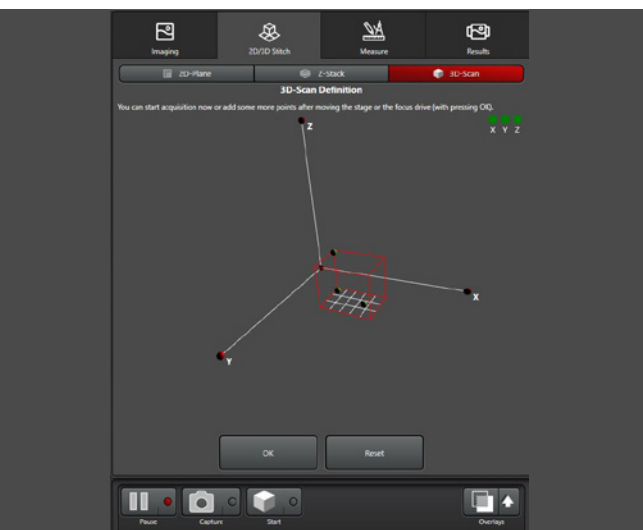 Imaging
2D/3D Stitch
Measure
Results
2D-Plane
Z-Stack
3D-Scan
3D-Scan Definition
You can start acquisition now or add some more points after moving the stage or the focus drive (with pressing OK).
X Y Z
Z
X
Y
OK
Reset
Pause
Capture
Start
Overlays